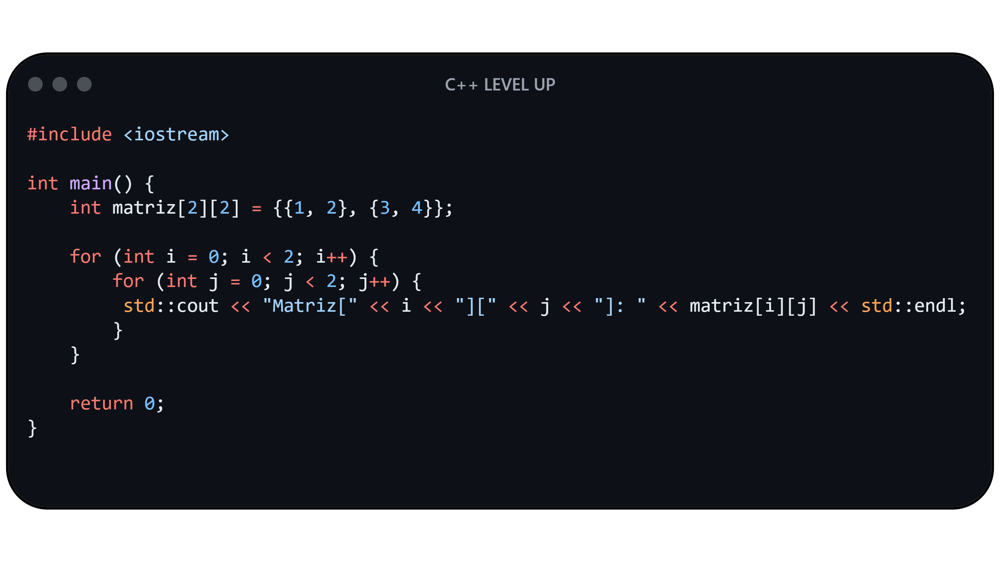 C++ LEVEL UP
#include <iostream>
int main() {
    int matriz[2][2] = {{1, 2}, {3, 4}};
    for (int i = 0; i < 2; i++) {
        for (int j = 0; j < 2; j++) {
         std::cout << "Matriz[" << i << "][" << j << "]: " << matriz[i][j] << std::endl;
        }
    }
    return 0;
}